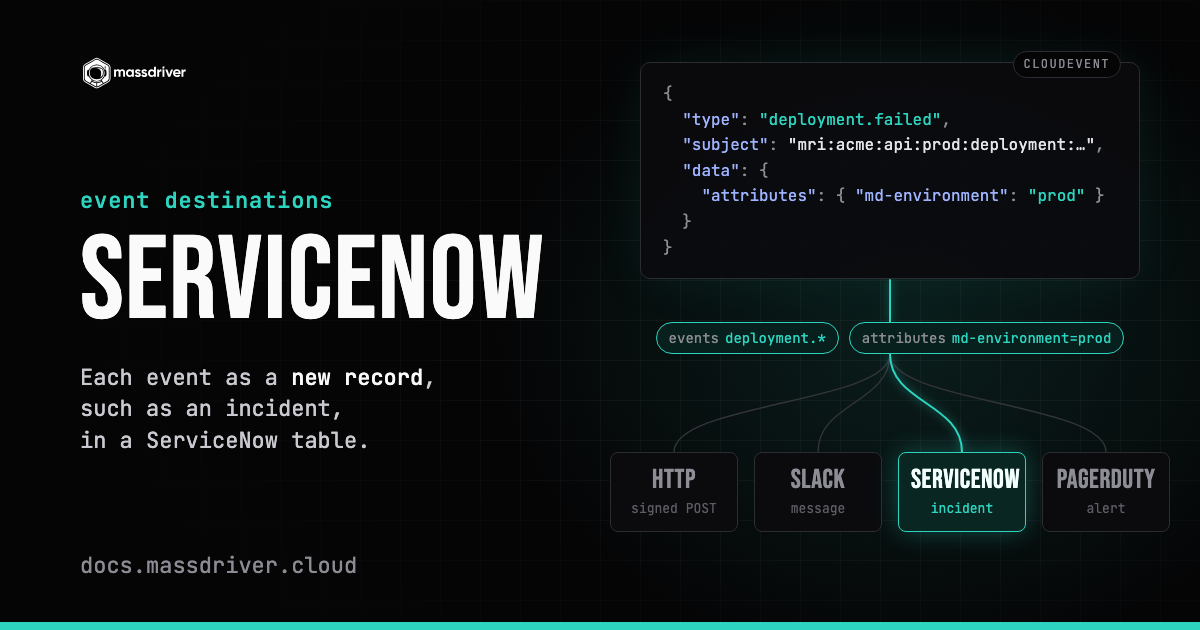 massdriver
event destinations
SERVICENOW
Each event as a new record,
such as an incident,
in a ServiceNow table.
docs.massdriver.cloud
CLOUDEVENT
{
"type": "deployment.failed",
"subject": "mri:acme:api:prod:deployment:…",
"data": {
"attributes": { "md-environment": "prod" }
}
}
events deployment.*
attributes md-environment=prod
HTTP
signed POST
SLACK
message
SERVICENOW
incident
PAGERDUTY
alert